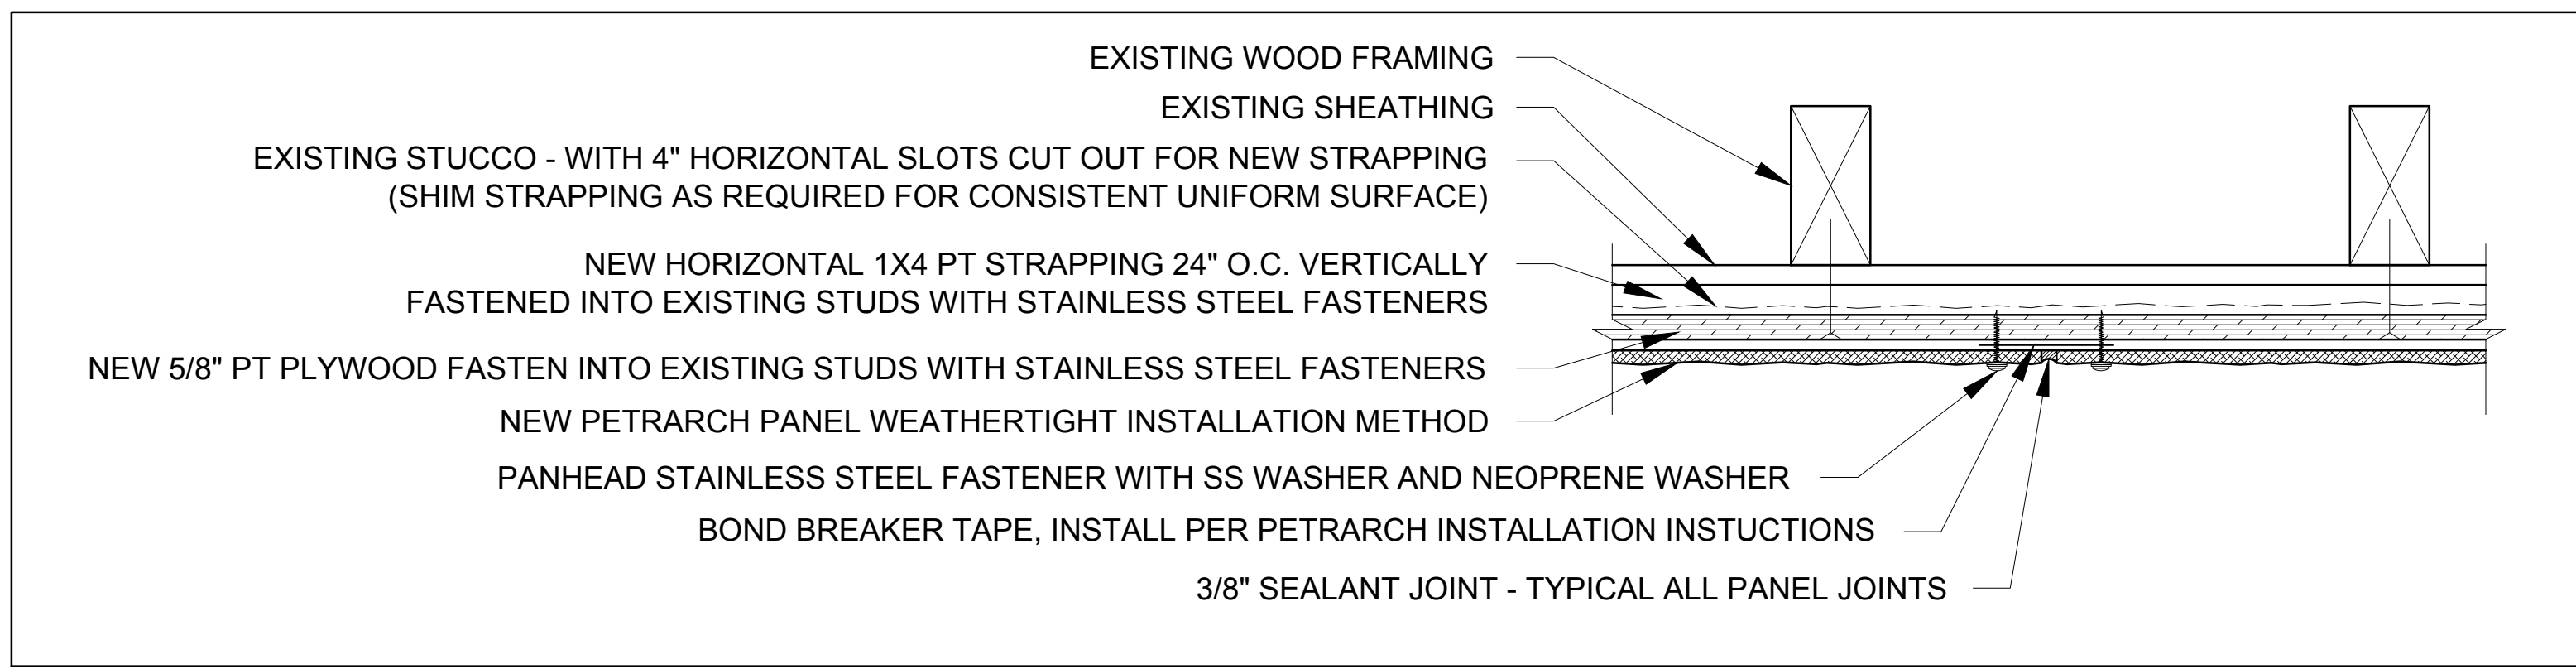 EXISTING WOOD FRAMING
EXISTING SHEATHING
EXISTING STUCCO - WITH 4" HORIZONTAL SLOTS CUT OUT FOR NEW STRAPPING
(SHIM STRAPPING AS REQUIRED FOR CONSISTENT UNIFORM SURFACE)
NEW HORIZONTAL 1X4 PT STRAPPING 24" O.C. VERTICALLY
FASTENED INTO EXISTING STUDS WITH STAINLESS STEEL FASTENERS
NEW 5/8" PT PLYWOOD FASTEN INTO EXISTING STUDS WITH STAINLESS STEEL FASTENERS
NEW PETRARCH PANEL WEATHERTIGHT INSTALLATION METHOD
PANHEAD STAINLESS STEEL FASTENER WITH SS WASHER AND NEOPRENE WASHER
BOND BREAKER TAPE, INSTALL PER PETRARCH INSTALLATION INSTUCTIONS
3/8" SEALANT JOINT - TYPICAL ALL PANEL JOINTS